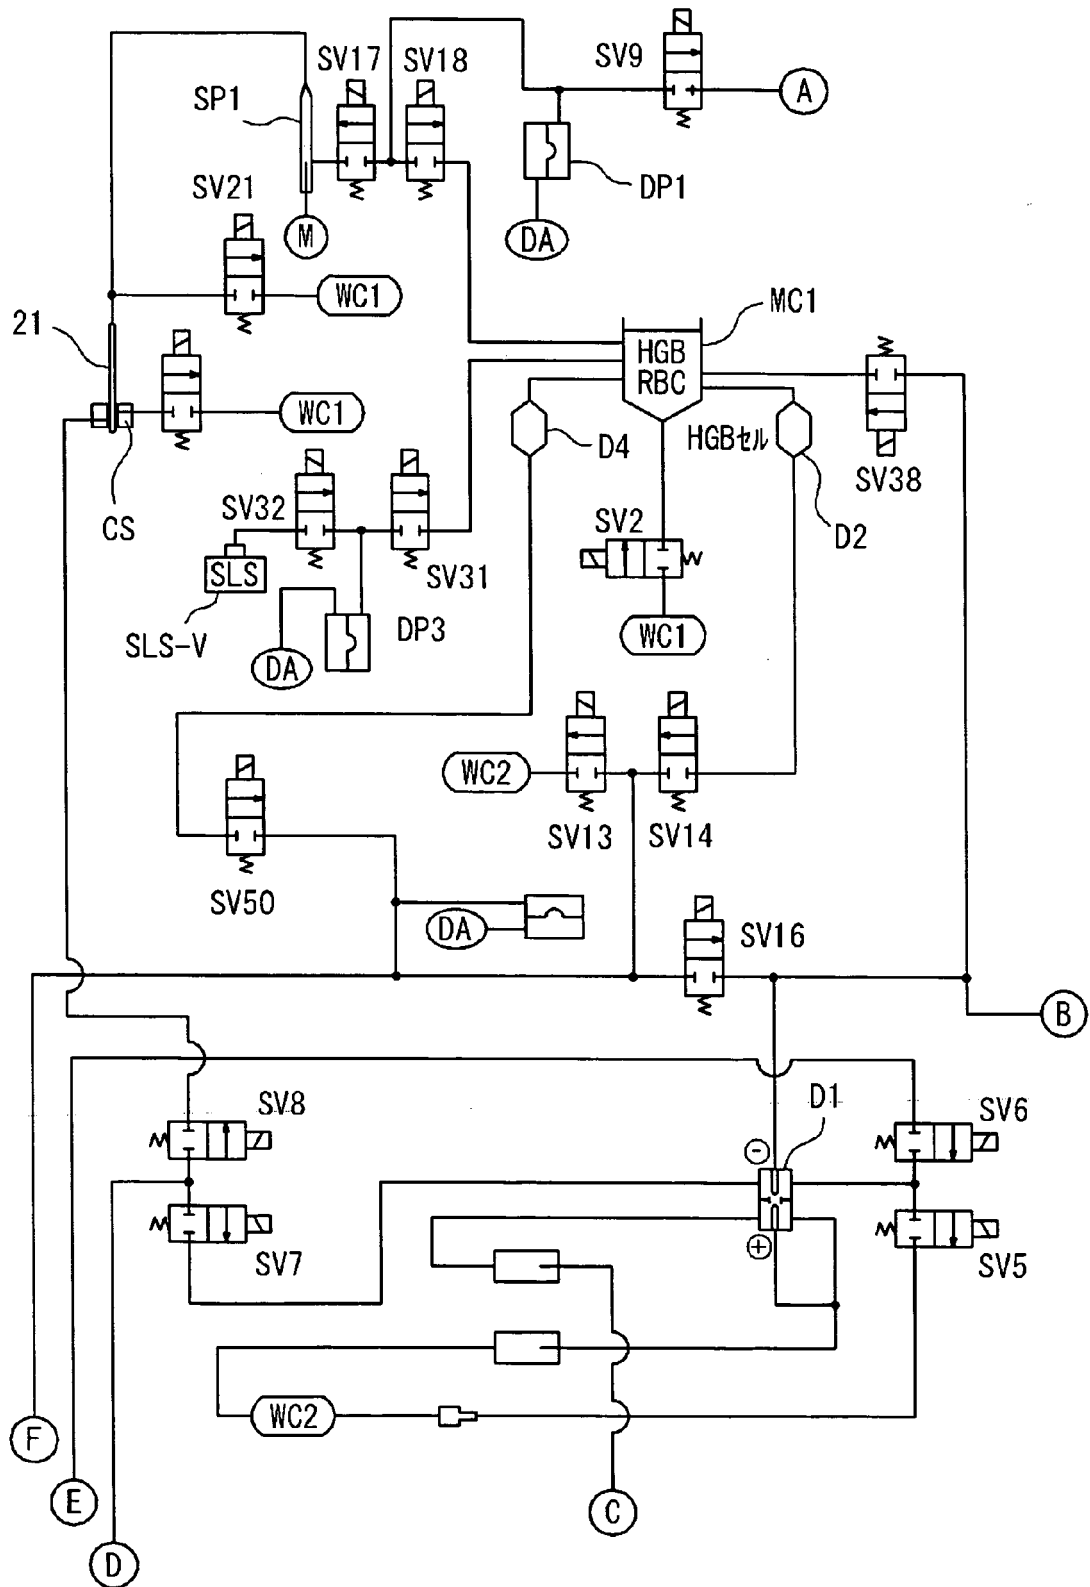 SV17
SV18
SV9
A
SP1
DP1
SV21
M
DA
WC1
MC1
21
HGB
RBC
WC1
D4
HGBセル
SV38
CS
SV32
SV2
D2
SLS
SV31
SLS-V
DP3
WC1
DA
WC2
SV13
SV14
SV50
DA
SV16
B
SV8
D1
SV6
−
SV7
+
SV5
WC2
F
E
C
D